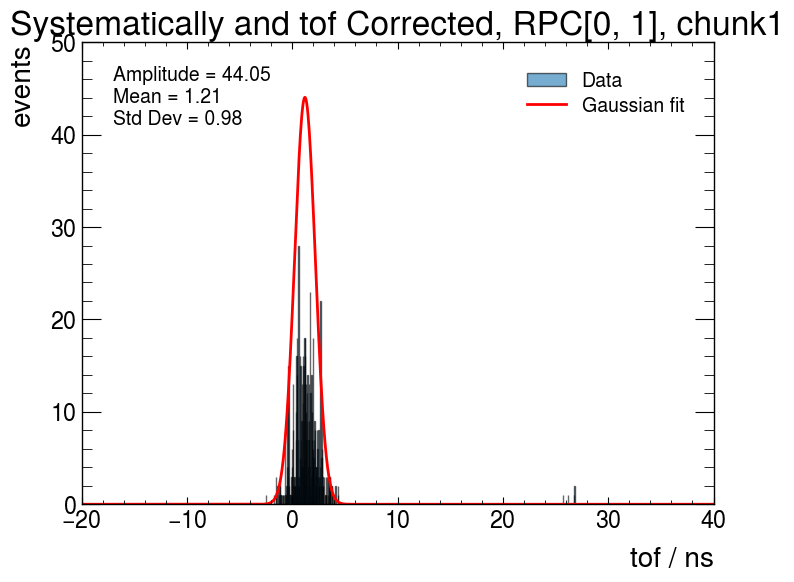 Systematically and tof Corrected, RPC[0, 1], chunk1
events
50
40
30
20
10
0
Amplitude = 44.05
Mean = 1.21
Std Dev = 0.98
Data
Gaussian fit
−20
−10
0
10
20
30
40
tof / ns